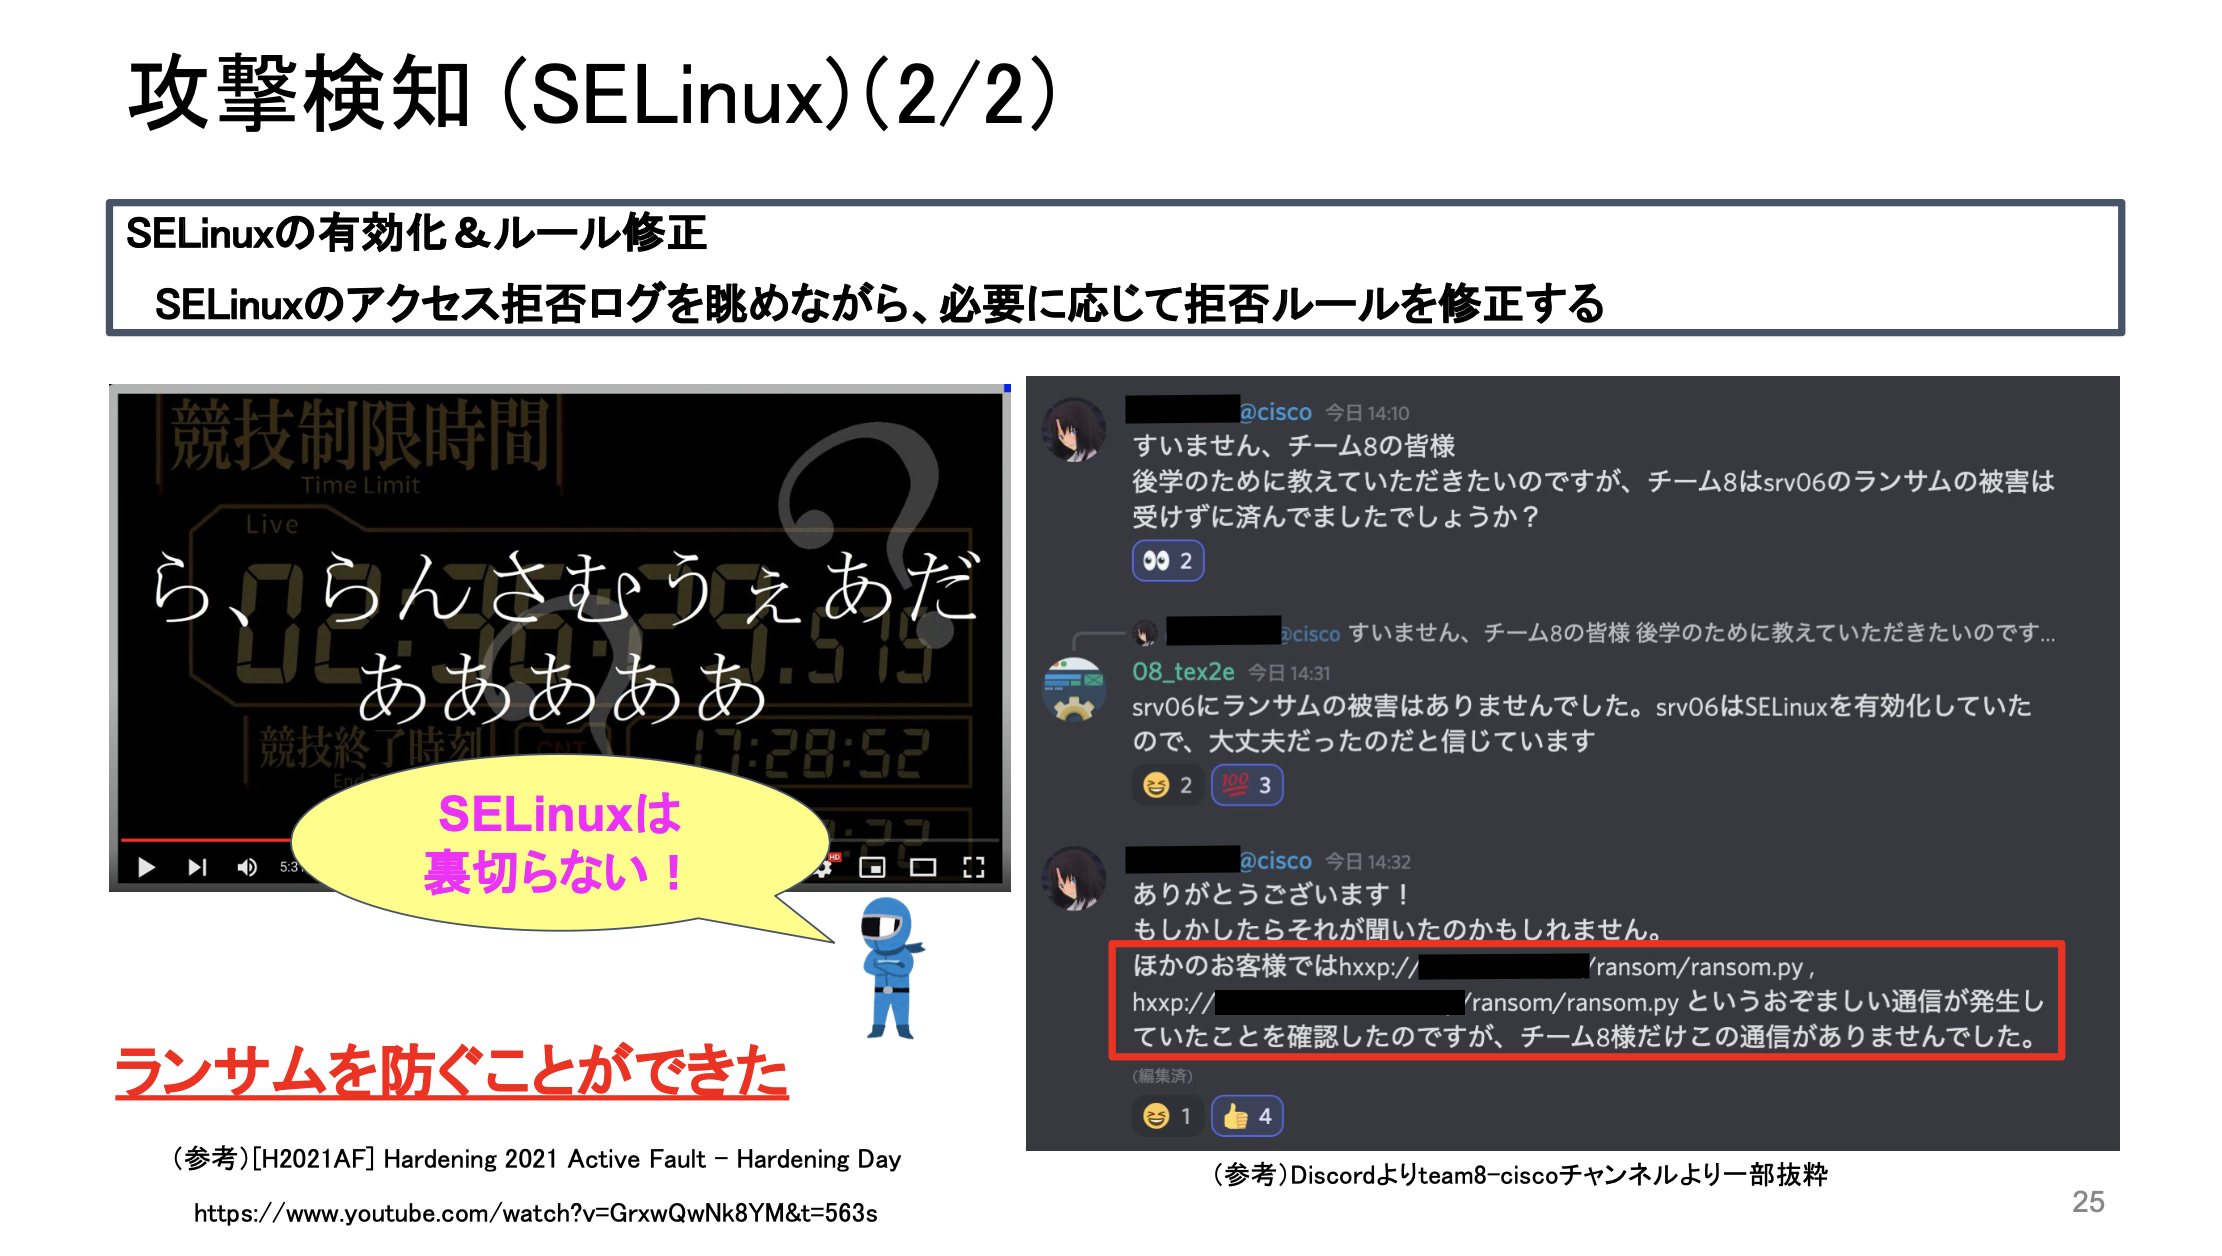 攻撃検知 (SELinux)(2/2)
SELinuxの有効化&ルール修正
SELinuxのアクセス拒否ログを眺めながら、必要に応じて拒否ルールを修正する
競技制限時間
Time Limit
Live
ら、らんさむうぇあだ
ああああああ
競技終了時刻
17:28:52
5:3
HD
SELinuxは
裏切らない!
ランサムを防ぐことができた
(参考)[H2021AF] Hardening 2021 Active Fault - Hardening Day
https://www.youtube.com/watch?v=GrxwQwNk8YM&t=563s
@cisco 今日 14:10
すいません、チーム8の皆様
後学のために教えていただきたいのですが、チーム8はsrv06のランサムの被害は
受けずに済んでましたでしょうか?
2
@cisco すいません、チーム8の皆様 後学のために教えていただきたいのです...
08_tex2e 今日 14:31
srv06にランサムの被害はありませんでした。srv06はSELinuxを有効化していた
ので、大丈夫だったのだと信じています
2 100 3
@cisco 今日 14:32
ありがとうございます!
もしかしたらそれが聞いたのかもしれません。
ほかのお客様ではhxxp:// /ransom/ransom.py ,
hxxp:// /ransom/ransom.py というおぞましい通信が発生し
ていたことを確認したのですが、チーム8様だけこの通信がありませんでした。
(編集済)
1 4
(参考)Discordよりteam8-ciscoチャンネルより一部抜粋
25